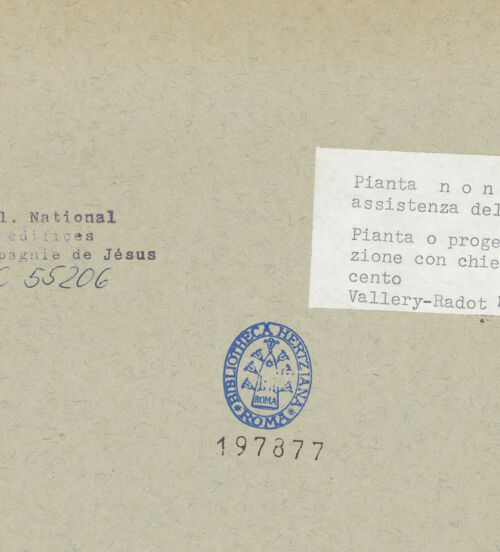 l. National
édifices
pagnie de Jésus
C 55206
Pianta non
assistenza del
Pianta o proge
zione con chie
cento
Vallery-Radot
BIBLIOTHECA HERTZIANA
ROMA
ROMA
197877